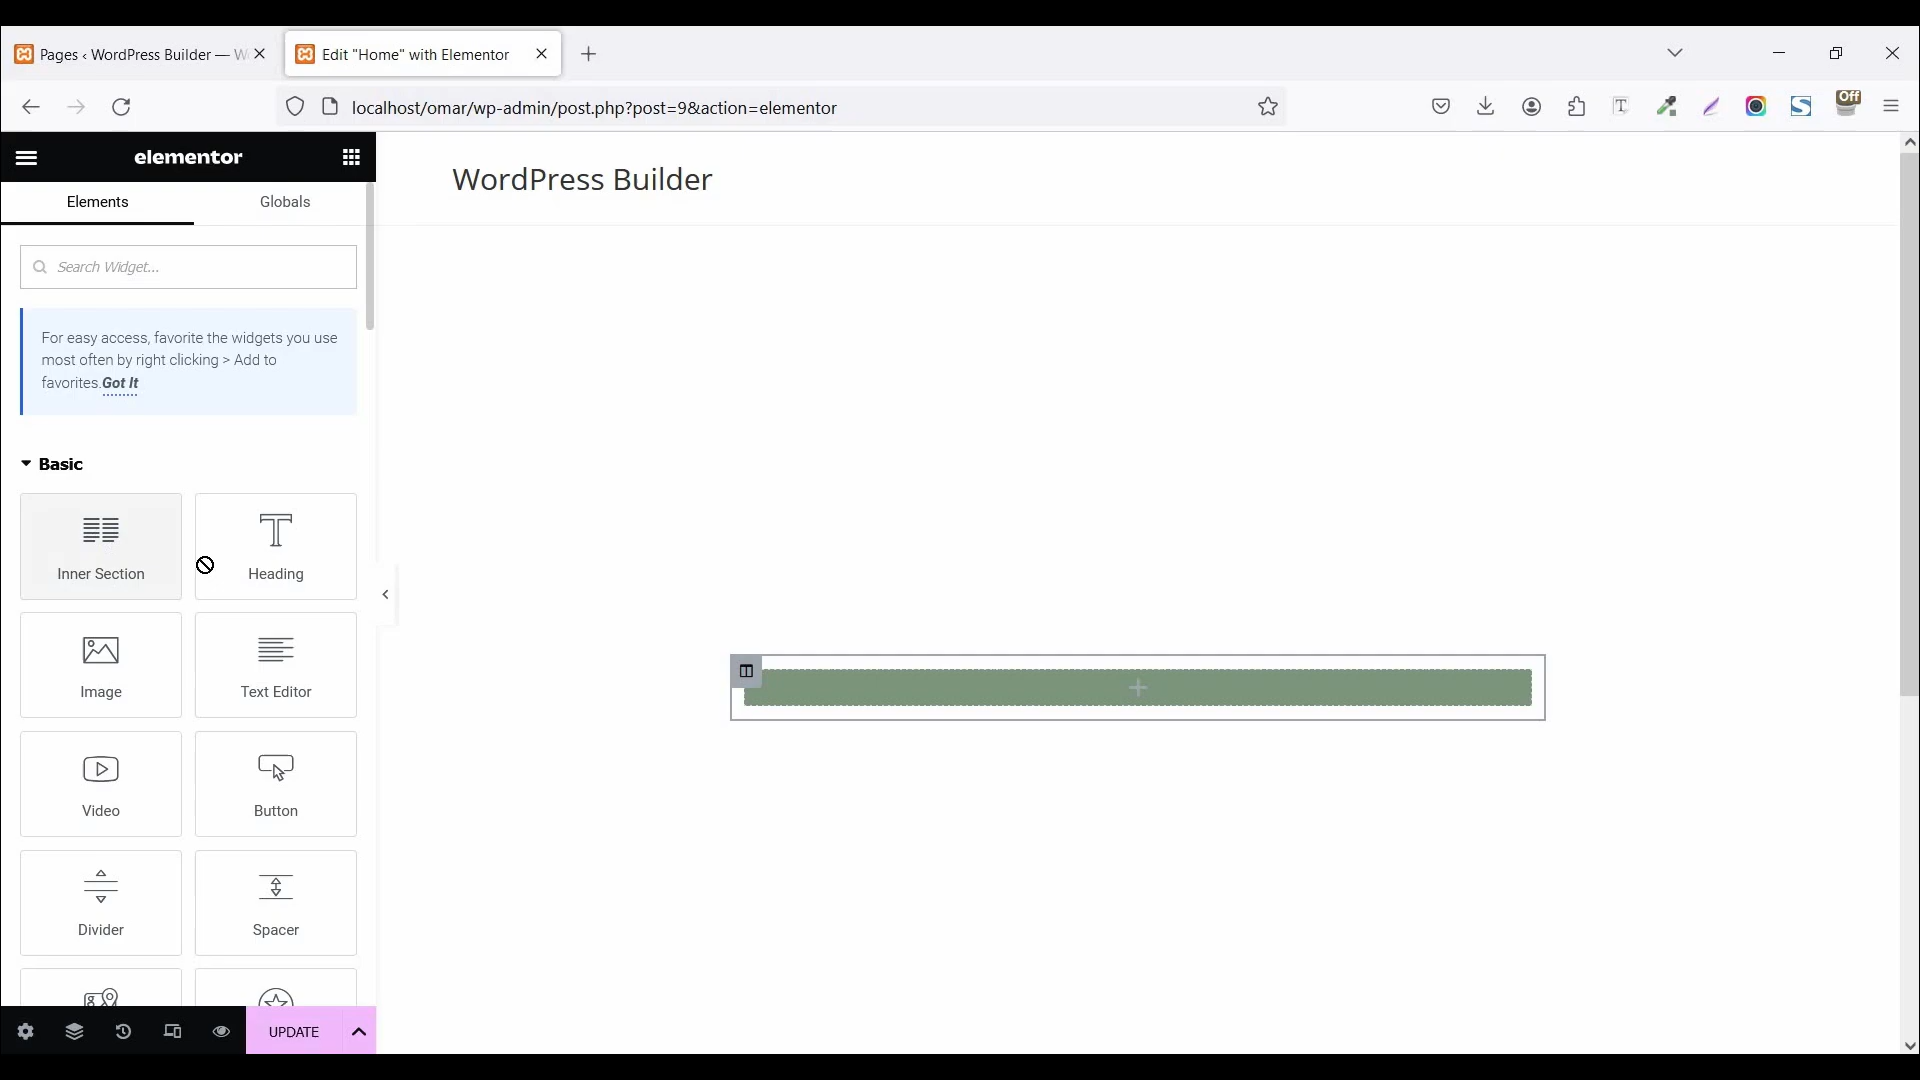 Pages ‹ WordPress Builder — W
Edit "Home" with Elementor
localhost/omar/wp-admin/post.php?post=9&action=elementor
Off
elementor
Elements
Globals
Search Widget...
For easy access, favorite the widgets you use
most often by right clicking > Add to
favorites.Got It
Basic
Inner Section
Heading
Image
Text Editor
Video
Button
Divider
Spacer
UPDATE
WordPress Builder